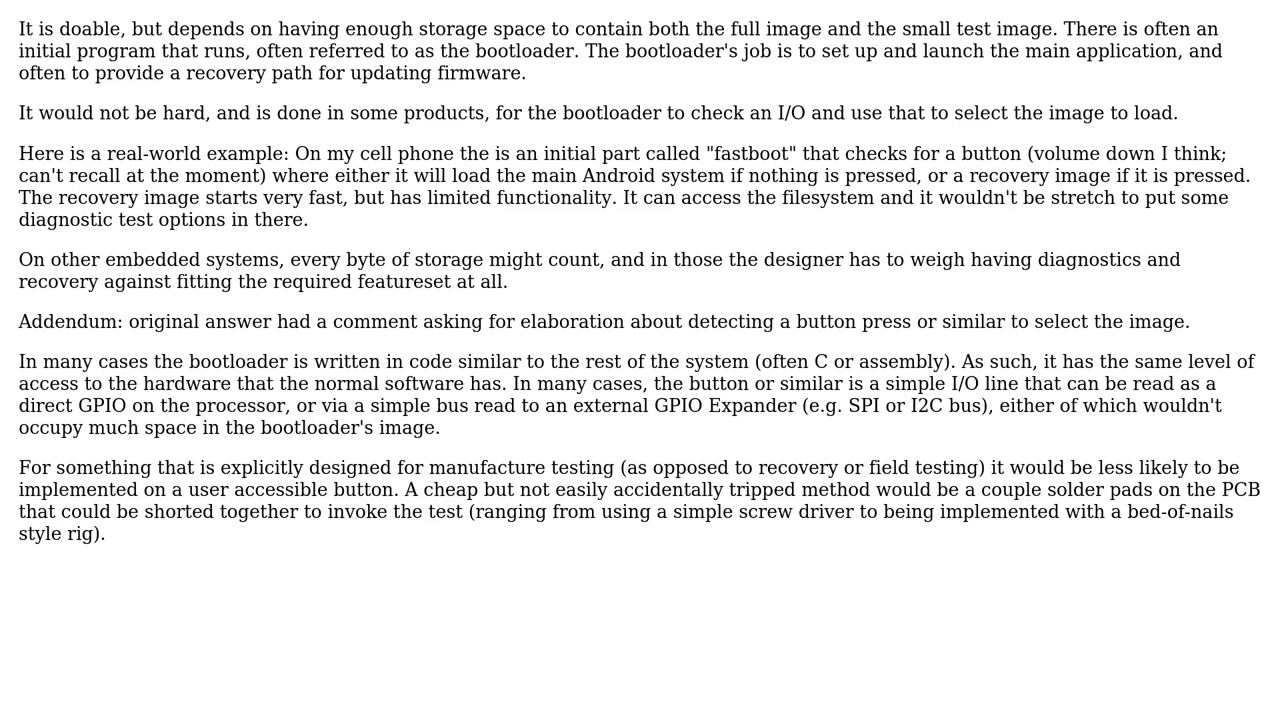 It is doable, but depends on having enough storage space to contain both the full image and the small test image. There is often an
initial program that runs, often referred to as the bootloader. The bootloader's job is to set up and launch the main application, and
often to provide a recovery path for updating firmware.
It would not be hard, and is done in some products, for the bootloader to check an I/O and use that to select the image to load.
Here is a real-world example: On my cell phone the is an initial part called "fastboot" that checks for a button (volume down I think;
can't recall at the moment) where either it will load the main Android system if nothing is pressed, or a recovery image if it is pressed.
The recovery image starts very fast, but has limited functionality. It can access the filesystem and it wouldn't be stretch to put some
diagnostic test options in there.
On other embedded systems, every byte of storage might count, and in those the designer has to weigh having diagnostics and
recovery against fitting the required featureset at all.
Addendum: original answer had a comment asking for elaboration about detecting a button press or similar to select the image.
In many cases the bootloader is written in code similar to the rest of the system (often C or assembly). As such, it has the same level of
access to the hardware that the normal software has. In many cases, the button or similar is a simple I/O line that can be read as a
direct GPIO on the processor, or via a simple bus read to an external GPIO Expander (e.g. SPI or I2C bus), either of which wouldn't
occupy much space in the bootloader's image.
For something that is explicitly designed for manufacture testing (as opposed to recovery or field testing) it would be less likely to be
implemented on a user accessible button. A cheap but not easily accidentally tripped method would be a couple solder pads on the PCB
that could be shorted together to invoke the test (ranging from using a simple screw driver to being implemented with a bed-of-nails
style rig).